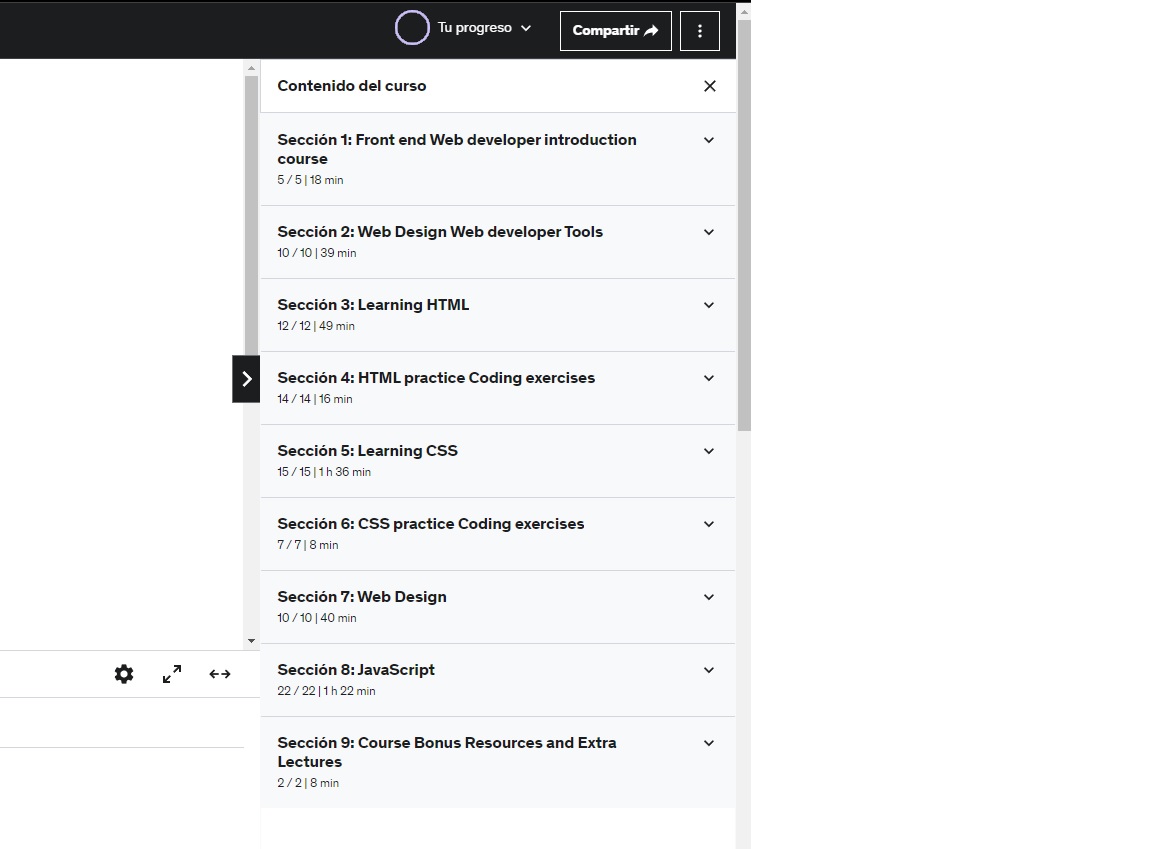 Tu progreso
Compartir
Contenido del curso
Sección 1: Front end Web developer introduction
course
5 / 5 | 18 min
Sección 2: Web Design Web developer Tools
10 / 10 | 39 min
Sección 3: Learning HTML
12 / 12 | 49 min
Sección 4: HTML practice Coding exercises
14 / 14 | 16 min
Sección 5: Learning CSS
15 / 15 | 1 h 36 min
Sección 6: CSS practice Coding exercises
7 / 7 | 8 min
Sección 7: Web Design
10 / 10 | 40 min
Sección 8: JavaScript
22 / 22 | 1 h 22 min
Sección 9: Course Bonus Resources and Extra
Lectures
2 / 2 | 8 min